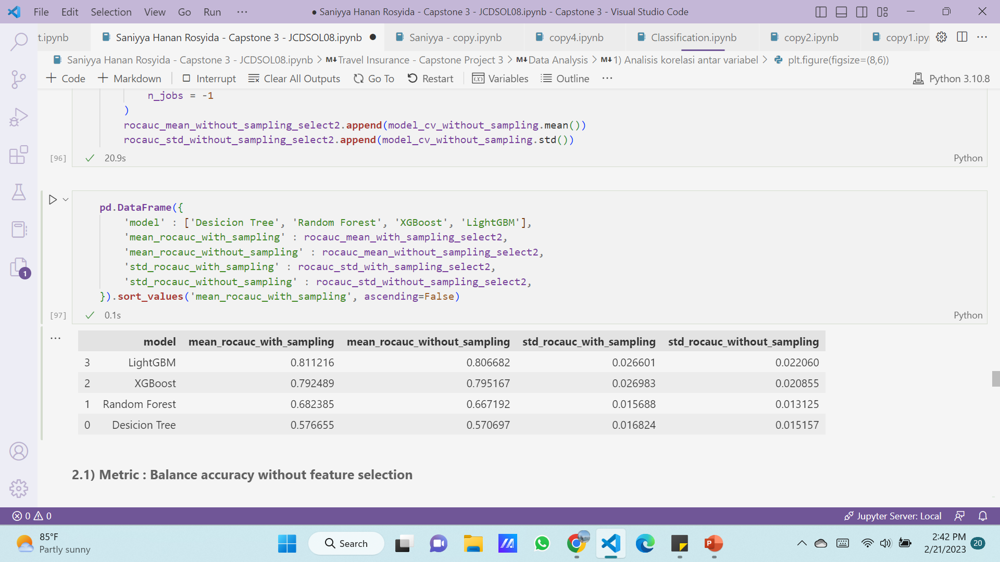 File Edit Selection View Go Run ···
● Saniyya Hanan Rosyida - Capstone 3 - JCDSOL08.ipynb - Capstone 3 - Visual Studio Code
t.ipynb Saniyya Hanan Rosyida - Capstone 3 - JCDSOL08.ipynb ● Saniyya - copy.ipynb copy4.ipynb Classification.ipynb copy2.ipynb copy1.ipy ···
Saniyya Hanan Rosyida - Capstone 3 - JCDSOL08.ipynb > M↓Travel Insurance - Capstone Project 3 > M↓Data Analysis > M↓1) Analisis korelasi antar variabel > plt.figure(figsize=(8,6))
+ Code + Markdown Interrupt Clear All Outputs Go To Restart (x) Variables Outline ··· Python 3.10.8
n_jobs = -1
)
rocauc_mean_without_sampling_select2.append(model_cv_without_sampling.mean())
rocauc_std_without_sampling_select2.append(model_cv_without_sampling.std())
[96] ✓ 20.9s Python
pd.DataFrame({
'model' : ['Desicion Tree', 'Random Forest', 'XGBoost', 'LightGBM'],
'mean_rocauc_with_sampling' : rocauc_mean_with_sampling_select2,
'mean_rocauc_without_sampling' : rocauc_mean_without_sampling_select2,
'std_rocauc_with_sampling' : rocauc_std_with_sampling_select2,
'std_rocauc_without_sampling' : rocauc_std_without_sampling_select2,
}).sort_values('mean_rocauc_with_sampling', ascending=False)
[97] ✓ 0.1s Python
···
model mean_rocauc_with_sampling mean_rocauc_without_sampling std_rocauc_with_sampling std_rocauc_without_sampling
3 LightGBM 0.811216 0.806682 0.026601 0.022060
2 XGBoost 0.792489 0.795167 0.026983 0.020855
1 Random Forest 0.682385 0.667192 0.015688 0.013125
0 Desicion Tree 0.576655 0.570697 0.016824 0.015157
2.1) Metric : Balance accuracy without feature selection
1
0 0 Jupyter Server: Local
85°F
Partly sunny
Search
P
2:42 PM
2/21/2023
20